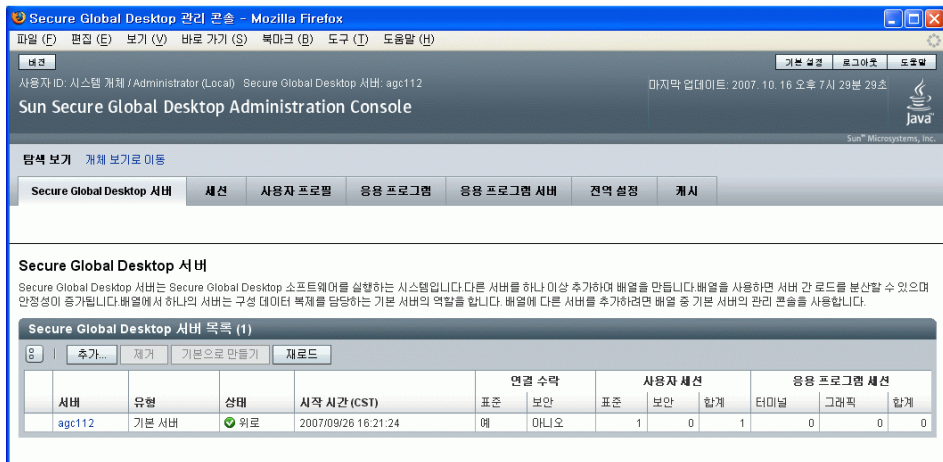 Secure Global Desktop 관리 콘솔 - Mozilla Firefox
파일 (F) 편집 (E) 보기 (V) 바로 가기 (S) 북마크 (B) 도구 (T) 도움말 (H)
버전 기본 설정 로그아웃 도움말
사용자 ID: 시스템 개체 / Administrator (Local) Secure Global Desktop 서버: agc112 마지막 업데이트: 2007. 10. 16 오후 7시 29분 29초
Sun Secure Global Desktop Administration Console
Java
Sun™ Microsystems, Inc.
탐색 보기 개체 보기로 이동
Secure Global Desktop 서버 세션 사용자 프로필 응용 프로그램 응용 프로그램 서버 전역 설정 캐시
Secure Global Desktop 서버
Secure Global Desktop 서버는 Secure Global Desktop 소프트웨어를 실행하는 시스템입니다.다른 서버를 하나 이상 추가하여 배열을 만듭니다.배열을 사용하면 서버 간 로드를 분산할 수 있으며
안정성이 증가됩니다.배열에서 하나의 서버는 구성 데이터 복제를 담당하는 기본 서버의 역할을 합니다. 배열에 다른 서버를 추가하려면 배열 중 기본 서버의 관리 콘솔을 사용합니다.
Secure Global Desktop 서버 목록 (1)
추가... 제거 기본으로 만들기 재로드
연결 수락 사용자 세션 응용 프로그램 세션
서버 유형 상태 시작 시간 (CST) 표준 보안 표준 보안 합계 터미널 그래픽 합계
agc112 기본 서버 위로 2007/09/26 16:21:24 예 아니오 1 0 1 0 0 0